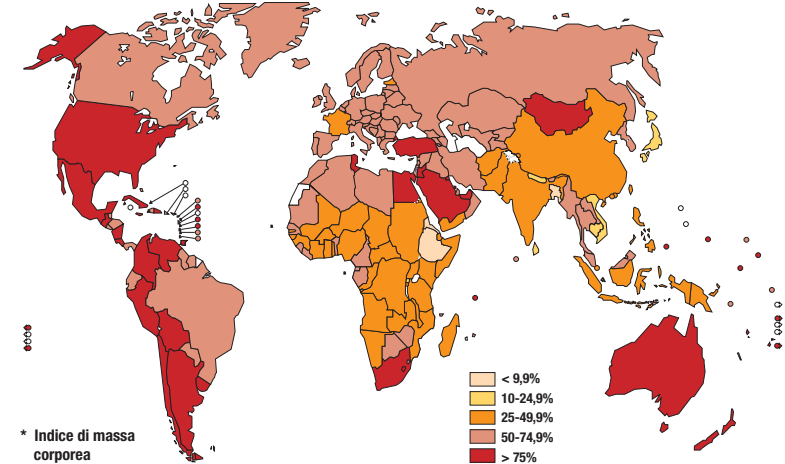 < 9,9%
10-24,9%
25-49,9%
50-74,9%
> 75%
* Indice di massa
corporea